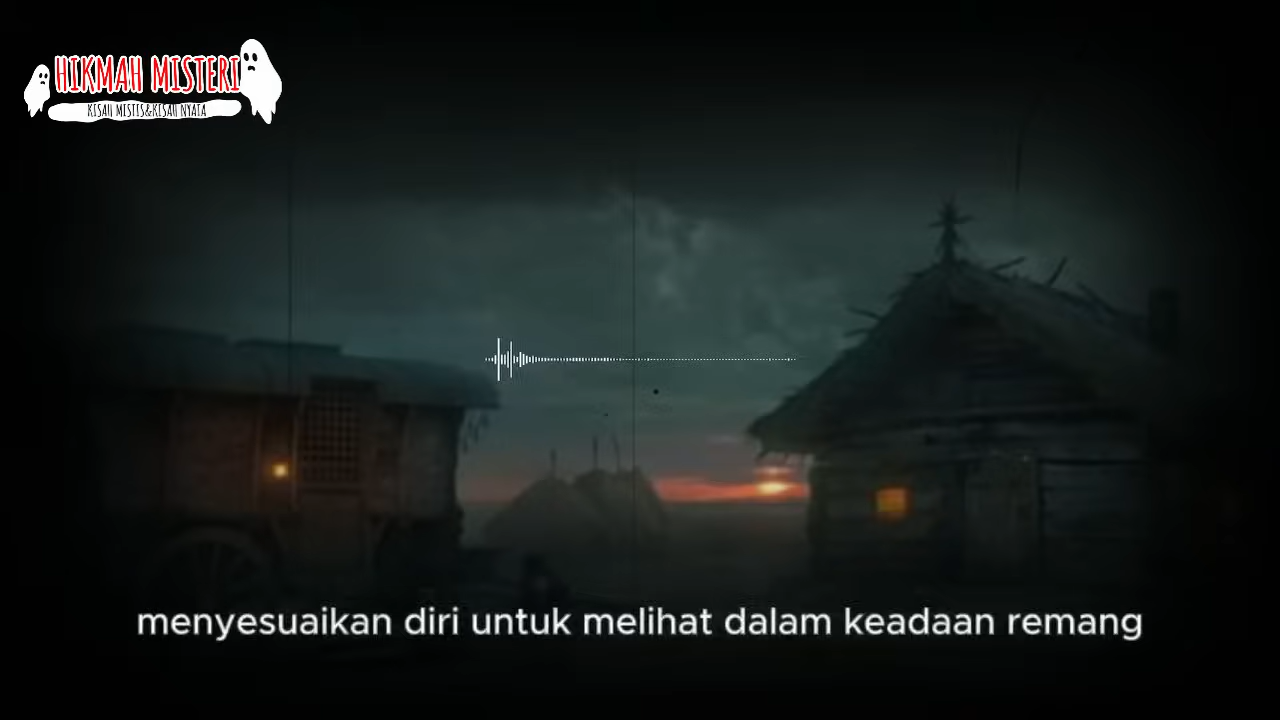 HIKMAH MISTERI
KISAH MISTIS&KISAH NYATA
menyesuaikan diri untuk melihat dalam keadaan remang